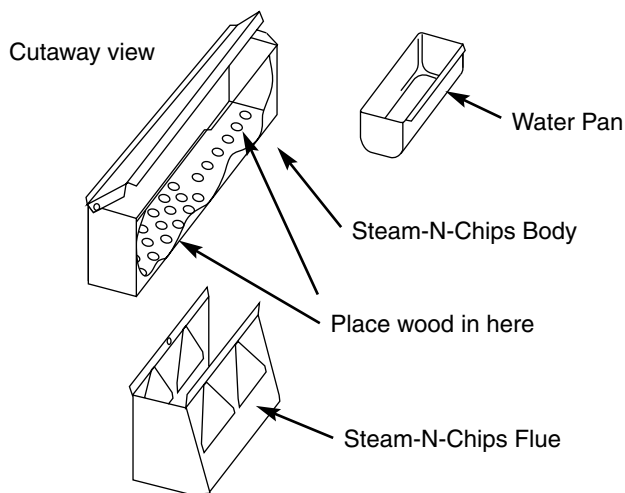 Cutaway view
Water Pan
Steam-N-Chips Body
Place wood in here
Steam-N-Chips Flue